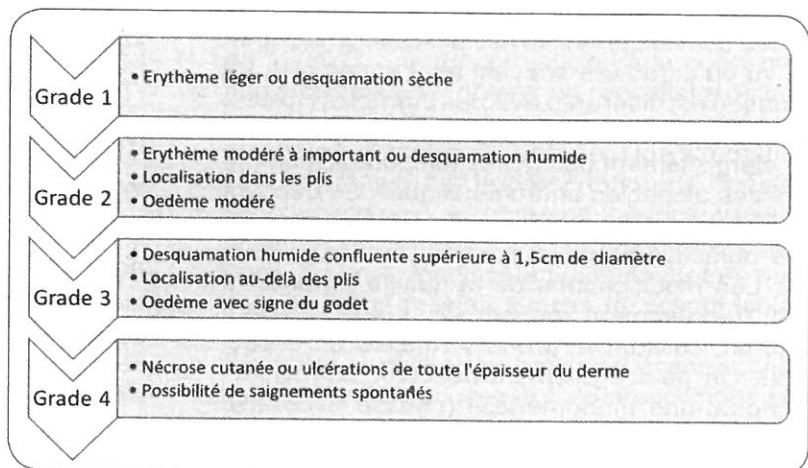 Grade 1
• Erythème léger ou desquamation sèche
Grade 2
• Erythème modéré à important ou desquamation humide
• Localisation dans les plis
• Oedème modéré
Grade 3
• Desquamation humide confluente supérieure à 1,5cm de diamètre
• Localisation au-delà des plis
• Oedème avec signe du godet
Grade 4
• Nécrose cutanée ou ulcérations de toute l'épaisseur du derme
• Possibilité de saignements spontanés